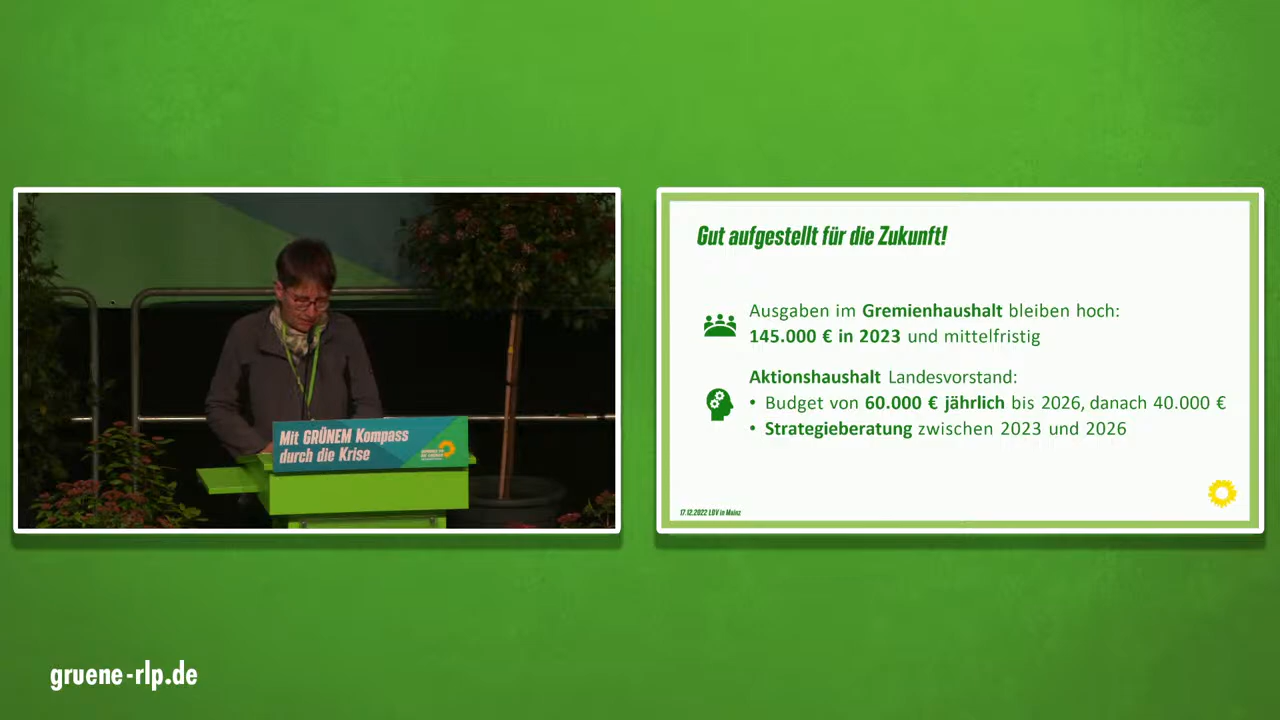 Mit GRÜNEM Kompass
durch die Krise
Gut aufgestellt für die Zukunft!
Ausgaben im Gremienhaushalt bleiben hoch:
145.000 € in 2023 und mittelfristig
Aktionshaushalt Landesvorstand:
• Budget von 60.000 € jährlich bis 2026, danach 40.000 €
• Strategieberatung zwischen 2023 und 2026
17.12.2022 LDV in Mainz
gruene-rlp.de